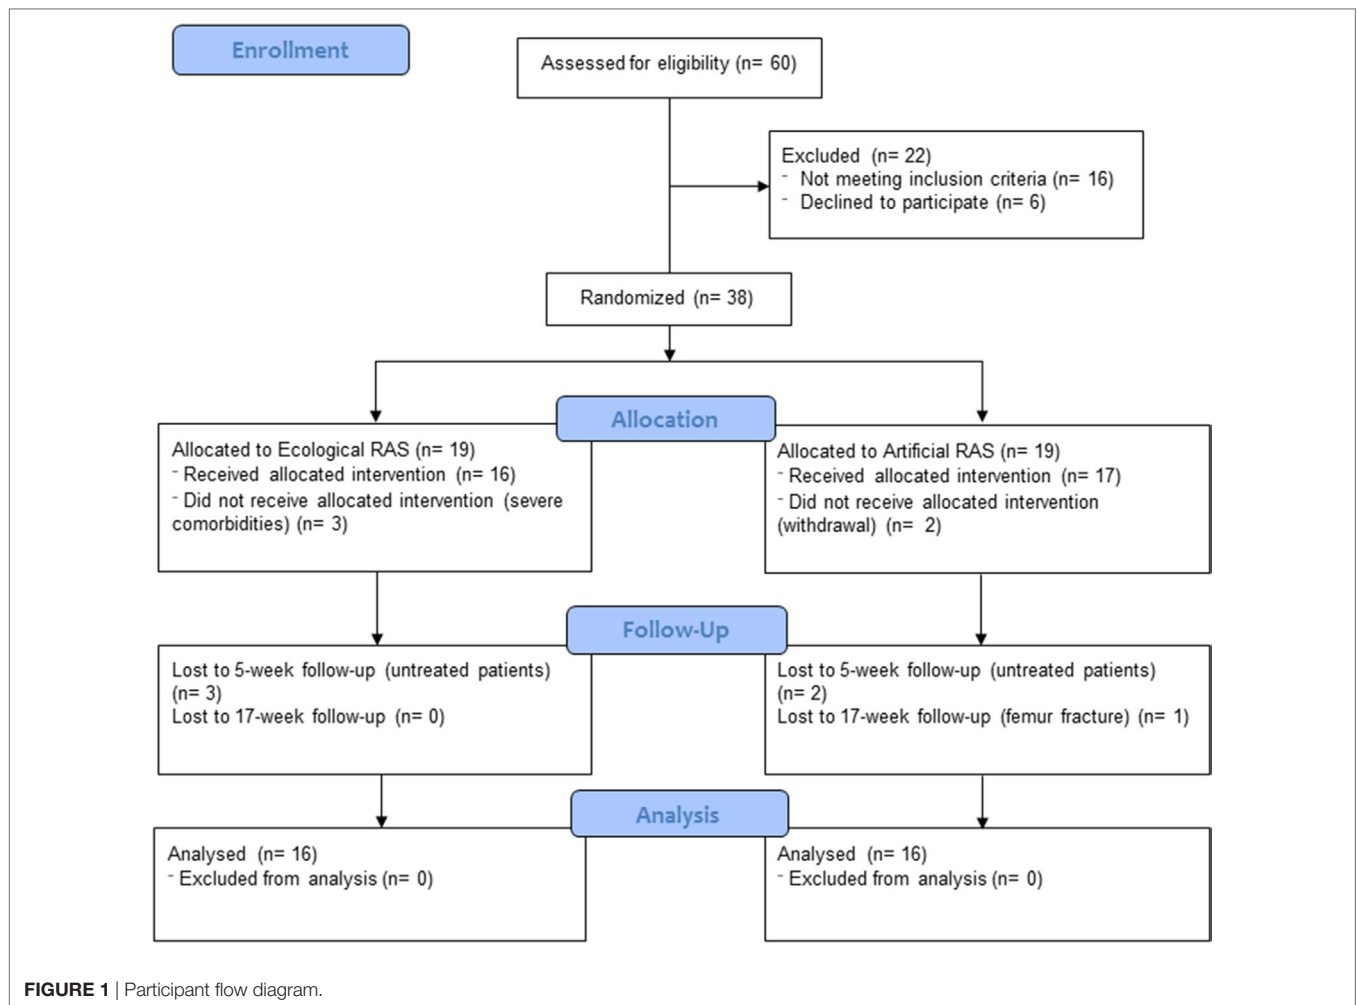 Enrollment
Assessed for eligibility (n= 60)
Excluded (n= 22)
- Not meeting inclusion criteria (n= 16)
- Declined to participate (n= 6)
Randomized (n= 38)
Allocation
Allocated to Ecological RAS (n= 19)
- Received allocated intervention (n= 16)
- Did not receive allocated intervention (severe
comorbidities) (n= 3)
Allocated to Artificial RAS (n= 19)
- Received allocated intervention (n= 17)
- Did not receive allocated intervention
(withdrawal) (n= 2)
Follow-Up
Lost to 5-week follow-up (untreated patients)
(n= 3)
Lost to 17-week follow-up (n= 0)
Lost to 5-week follow-up (untreated patients)
(n= 2)
Lost to 17-week follow-up (femur fracture) (n= 1)
Analysis
Analysed (n= 16)
- Excluded from analysis (n= 0)
Analysed (n= 16)
- Excluded from analysis (n= 0)
FIGURE 1 | Participant flow diagram.